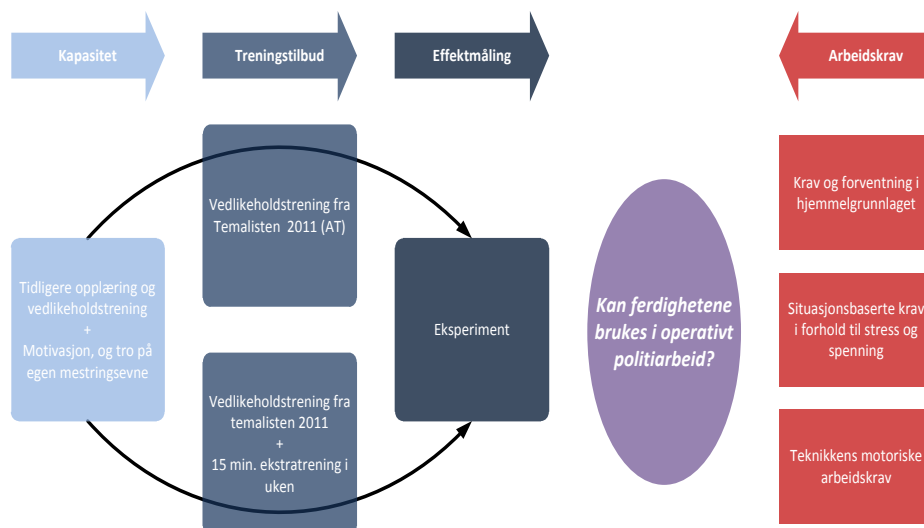 Kapasitet
Treningstilbud
Effektmåling
Arbeidskrav
Tidligere opplæring og
vedlikeholdstrening
+
Motivasjon, og tro på
egen mestringsevne
Vedlikeholdstrening fra
Temalisten 2011 (AT)
Vedlikeholdstrening fra
temalisten 2011
+
15 min. ekstratrening i
uken
Eksperiment
Kan ferdighetene
brukes i operativt
politiarbeid?
Krav og forventning i
hjemmelgrunnlaget
Situasjonsbaserte krav
i forhold til stress og
spenning
Teknikkens motoriske
arbeidskrav